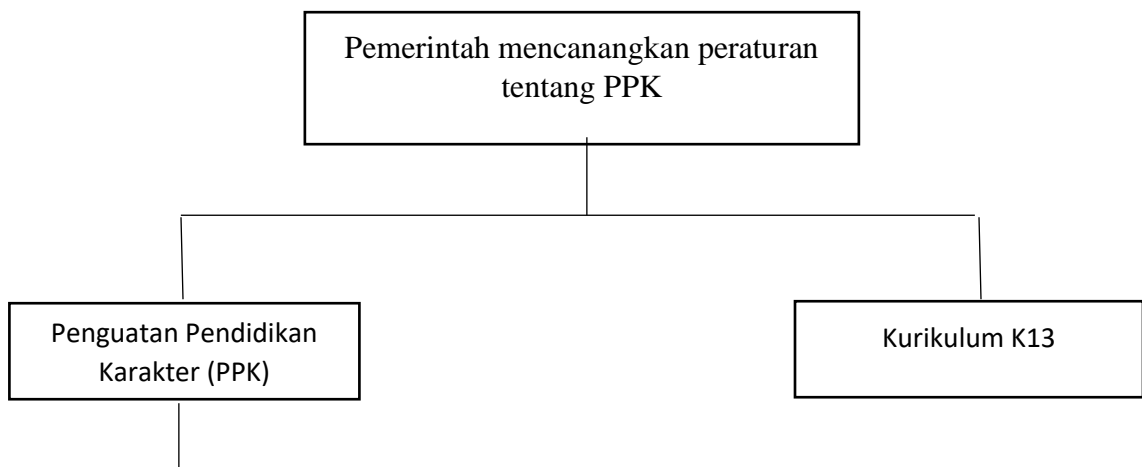 Pemerintah mencanangkan peraturan
tentang PPK
Penguatan Pendidikan
Karakter (PPK)
Kurikulum K13